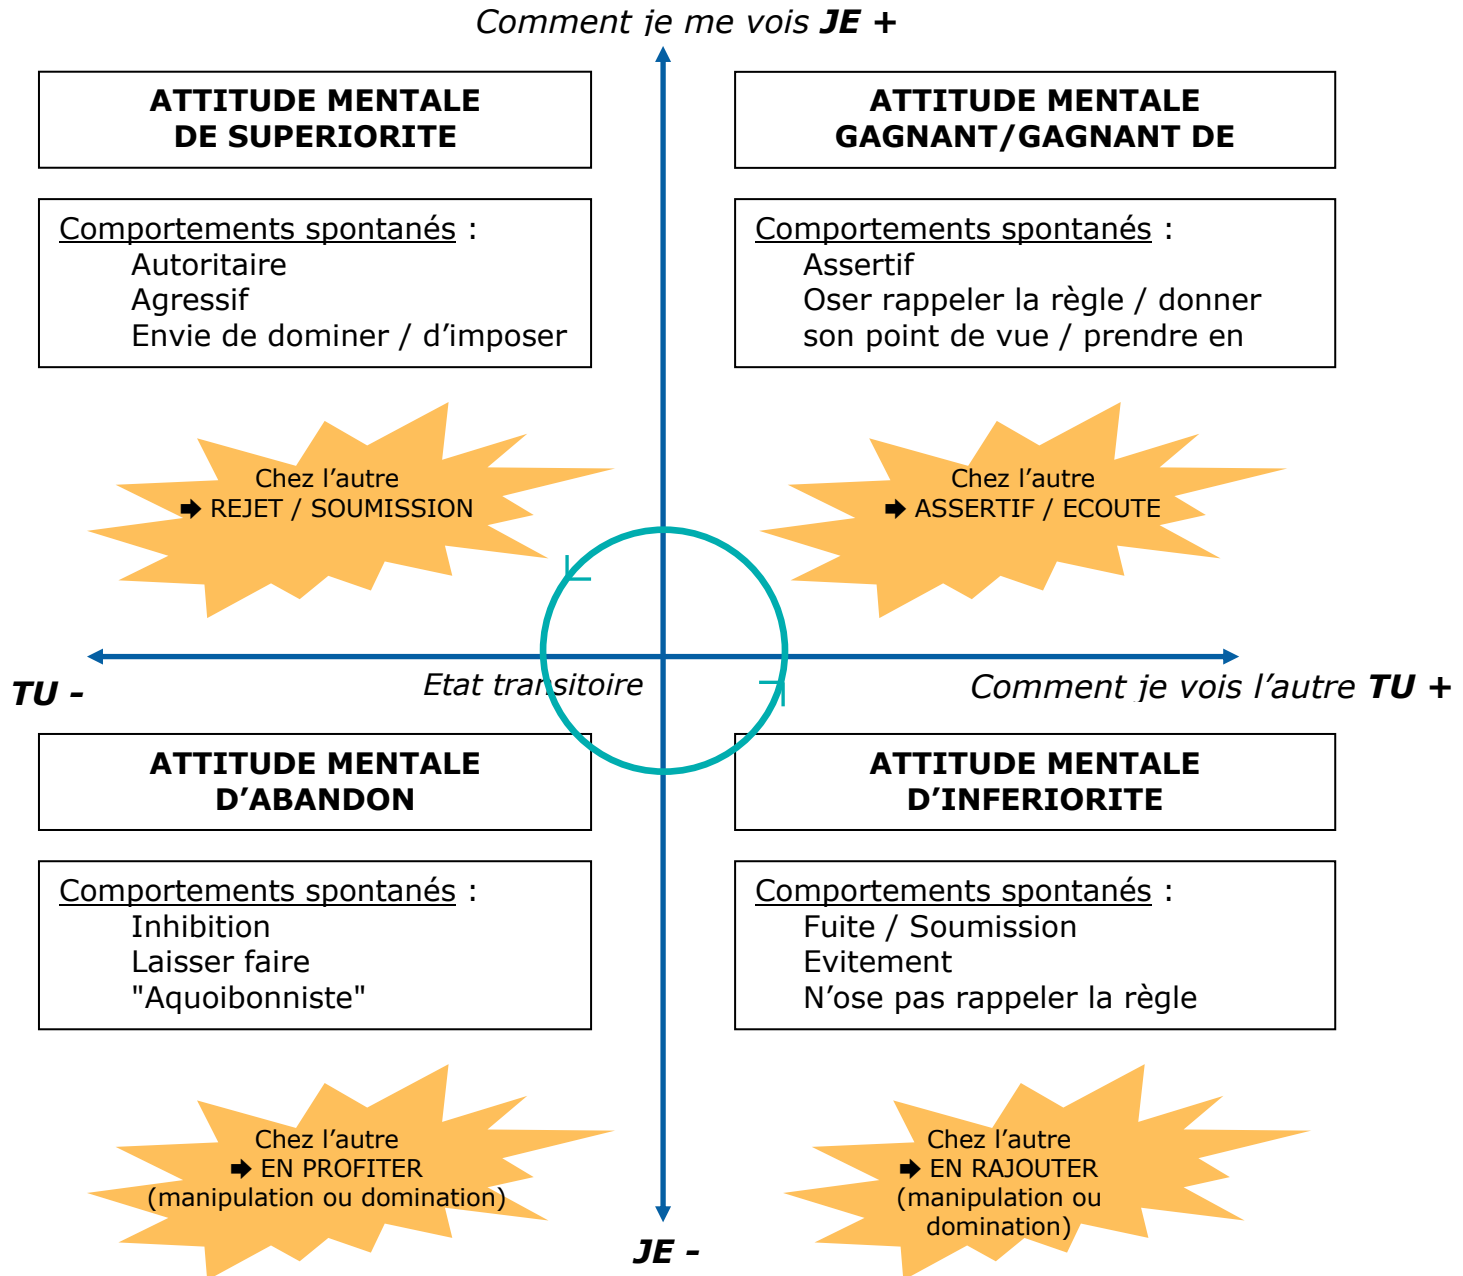 Comment je me vois JE +
ATTITUDE MENTALE
DE SUPERIORITE
ATTITUDE MENTALE
GAGNANT/GAGNANT DE
Comportements spontanés :
Autoritaire
Agressif
Envie de dominer / d’imposer
Comportements spontanés :
Assertif
Oser rappeler la règle / donner
son point de vue / prendre en
Chez l’autre
➨ REJET / SOUMISSION
Chez l’autre
➨ ASSERTIF / ECOUTE
TU -
Etat transitoire
Comment je vois l’autre TU +
ATTITUDE MENTALE
D’ABANDON
ATTITUDE MENTALE
D’INFERIORITE
Comportements spontanés :
Inhibition
Laisser faire
"Aquoibonniste"
Comportements spontanés :
Fuite / Soumission
Evitement
N’ose pas rappeler la règle
Chez l’autre
➨ EN PROFITER
(manipulation ou domination)
Chez l’autre
➨ EN RAJOUTER
(manipulation ou
domination)
JE -